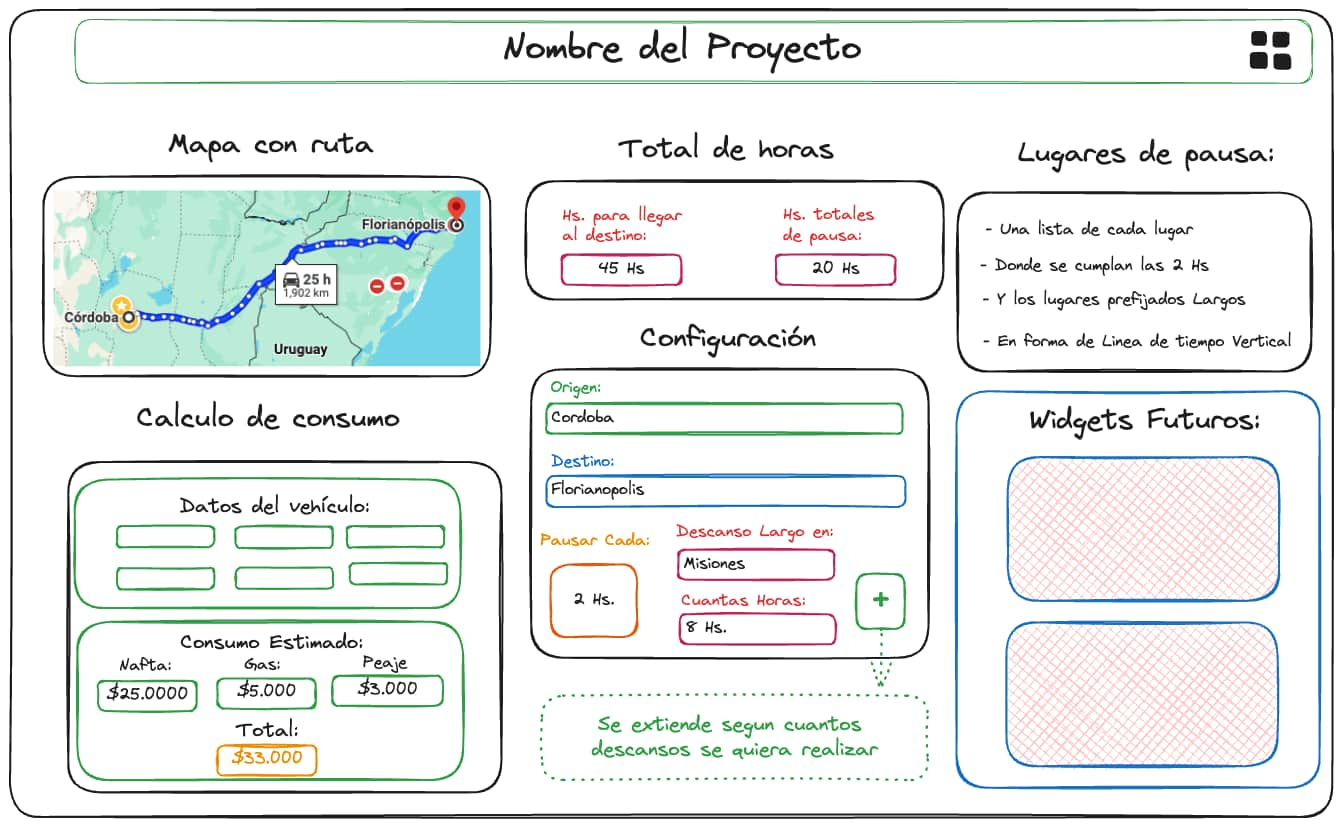 Nombre del Proyecto
Mapa con ruta
Florianópolis
25 h
1,902 km
Córdoba
Uruguay
Calculo de consumo
Datos del vehículo:
Consumo Estimado:
Nafta:
Gas:
Peaje
$25.0000
$5.000
$3.000
Total:
$33.000
Total de horas
Hs. para llegar
al destino:
45 Hs
Hs. totales
de pausa:
20 Hs
Configuración
Origen:
Cordoba
Destino:
Florianopolis
Pausar Cada:
2 Hs.
Descanso Largo en:
Misiones
Cuantas Horas:
8 Hs.
+
Se extiende segun cuantos
descansos se quiera realizar
Lugares de pausa:
- Una lista de cada lugar
- Donde se cumplan las 2 Hs
- Y los lugares prefijados Largos
- En forma de Linea de tiempo Vertical
Widgets Futuros: